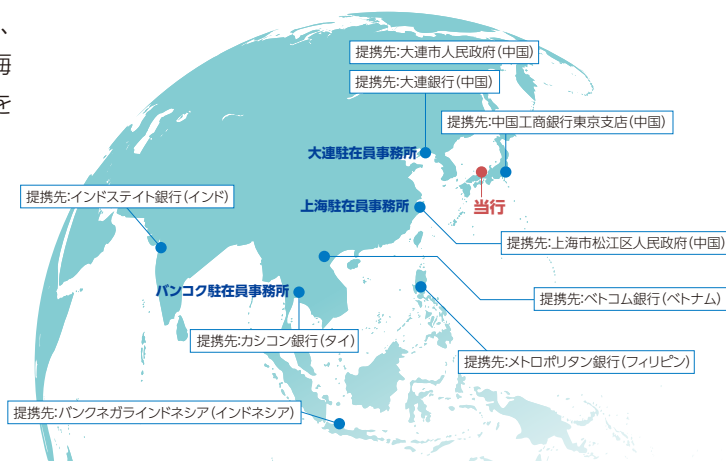 、
海
を
提携先:大連市人民政府(中国)
提携先:大連銀行(中国)
提携先:中国工商銀行東京支店(中国)
大連駐在員事務所
提携先:インドステイト銀行(インド)
上海駐在員事務所
当行
提携先:上海市松江区人民政府(中国)
バンコク駐在員事務所
提携先:ベトコム銀行(ベトナム)
提携先:カシコン銀行(タイ)
提携先:メトロポリタン銀行(フィリピン)
提携先:バンクネガラインドネシア(インドネシア)